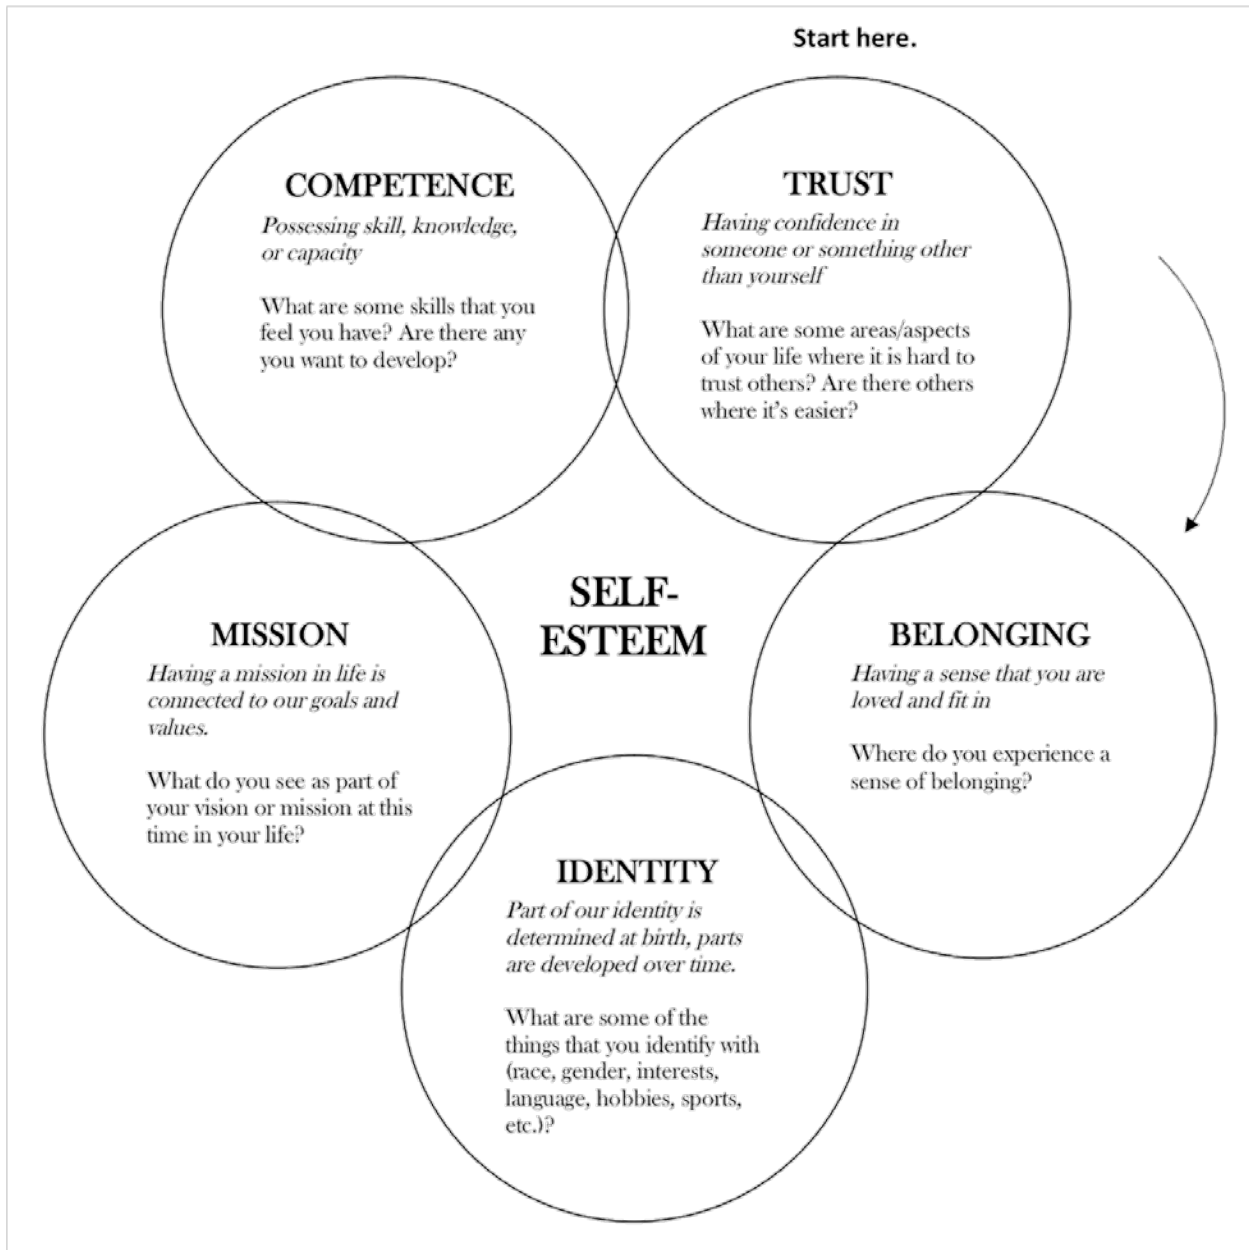 Start here.
COMPETENCE
Possessing skill, knowledge,
or capacity
What are some skills that you
feel you have? Are there any
you want to develop?
TRUST
Having confidence in
someone or something other
than yourself
What are some areas/aspects
of your life where it is hard to
trust others? Are there others
where it's easier?
SELF-
ESTEEM
MISSION
Having a mission in life is
connected to our goals and
values.
What do you see as part of
your vision or mission at this
time in your life?
BELONGING
Having a sense that you are
loved and fit in
Where do you experience a
sense of belonging?
IDENTITY
Part of our identity is
determined at birth, parts
are developed over time.
What are some of the
things that you identify with
(race, gender, interests,
language, hobbies, sports,
etc.)?